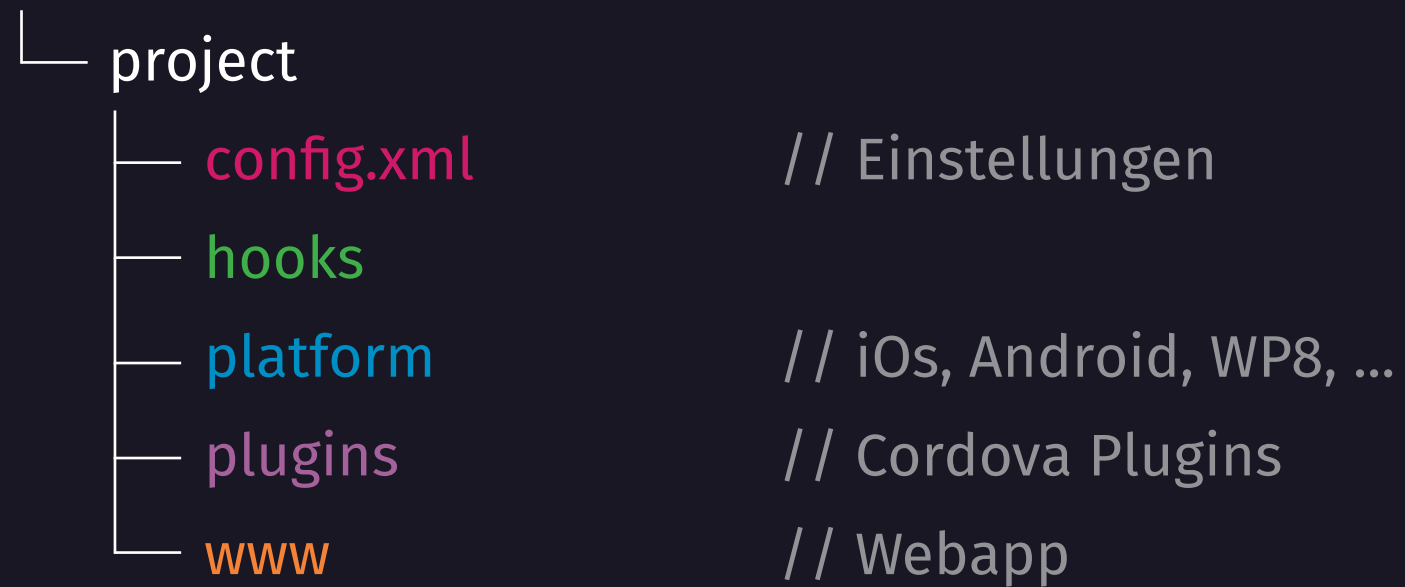 project
config.xml // Einstellungen
hooks
platform // iOs, Android, WP8, ...
plugins // Cordova Plugins
www // Webapp